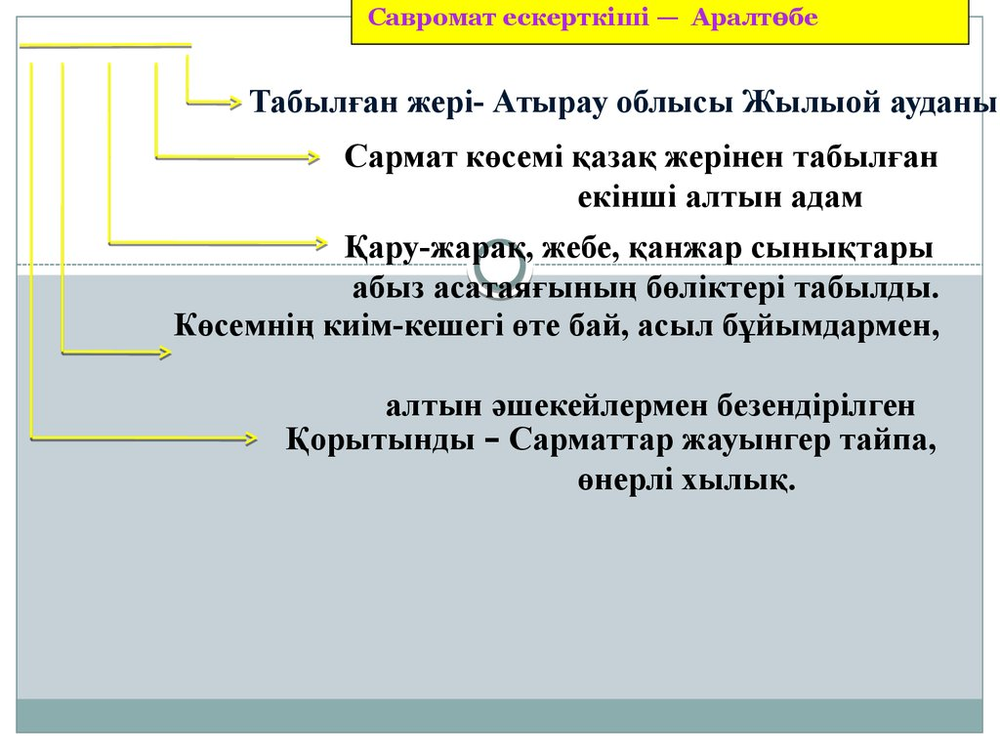 Савромат ескерткіші — Аралтөбе
Табылған жері- Атырау облысы Жылыой ауданы
Сармат көсемі қазақ жерінен табылған
екінші алтын адам
Қару-жарақ, жебе, қанжар сынықтары
абыз асатаяғының бөліктері табылды.
Көсемнің киім-кешегі өте бай, асыл бұйымдармен,
алтын әшекейлермен безендірілген
Қорытынды – Сарматтар жауынгер тайпа,
өнерлі хылық.